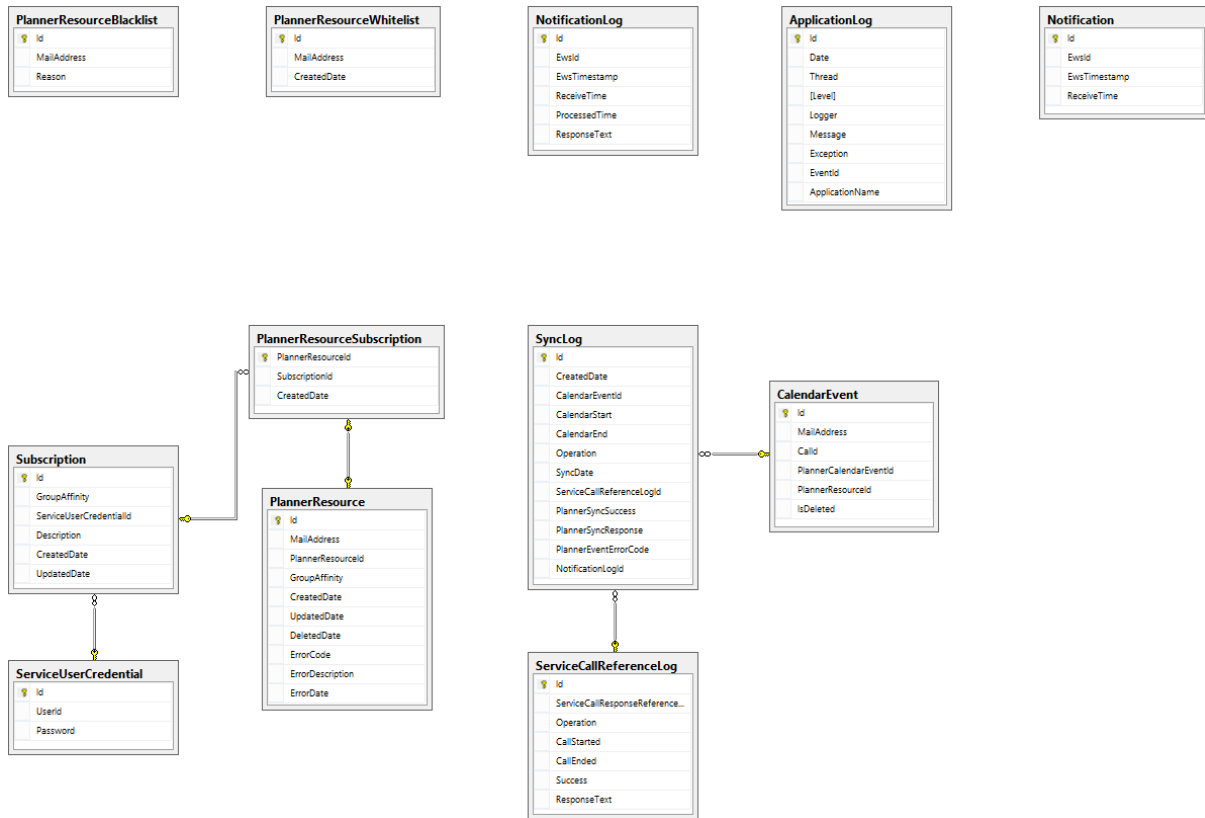 PlannerResourceBlacklist
Id
MailAddress
Reason
PlannerResourceWhitelist
Id
MailAddress
CreatedDate
NotificationLog
Id
EwsId
EwsTimestamp
ReceiveTime
ProcessedTime
ResponseText
ApplicationLog
Id
Date
Thread
[Level]
Logger
Message
Exception
EventId
ApplicationName
Notification
Id
EwsId
EwsTimestamp
ReceiveTime
PlannerResourceSubscription
PlannerResourceId
SubscriptionId
CreatedDate
Subscription
Id
GroupAffinity
ServiceUserCredentialId
Description
CreatedDate
UpdatedDate
ServiceUserCredential
Id
UserId
Password
PlannerResource
Id
MailAddress
PlannerResourceId
GroupAffinity
CreatedDate
UpdatedDate
DeletedDate
ErrorCode
ErrorDescription
ErrorDate
SyncLog
Id
CreatedDate
CalendarEventId
CalendarStart
CalendarEnd
Operation
SyncDate
ServiceCallReferenceLogId
PlannerSyncSuccess
PlannerSyncResponse
PlannerEventErrorCode
NotificationLogId
CalendarEvent
Id
MailAddress
CalId
PlannerCalendarEventId
PlannerResourceId
IsDeleted
ServiceCallReferenceLog
Id
ServiceCallResponseReference...
Operation
CallStarted
CallEnded
Success
ResponseText